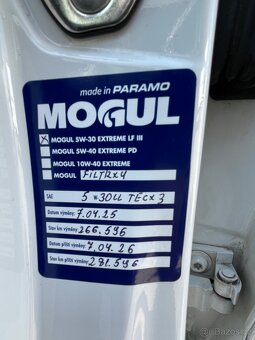 made in PARAMO
MOGUL
MOGUL 5W-30 EXTREME LF III
MOGUL 5W-40 EXTREME PD
MOGUL 10W-40 EXTREME
MOGUL FILTRX4
SAE 5W30LL TECX3
Datum výměny: 7.04.25
Stav km výměny: 266.596
Datum příští výměny: 7.04.26
Stav km příští výměny: 281.596